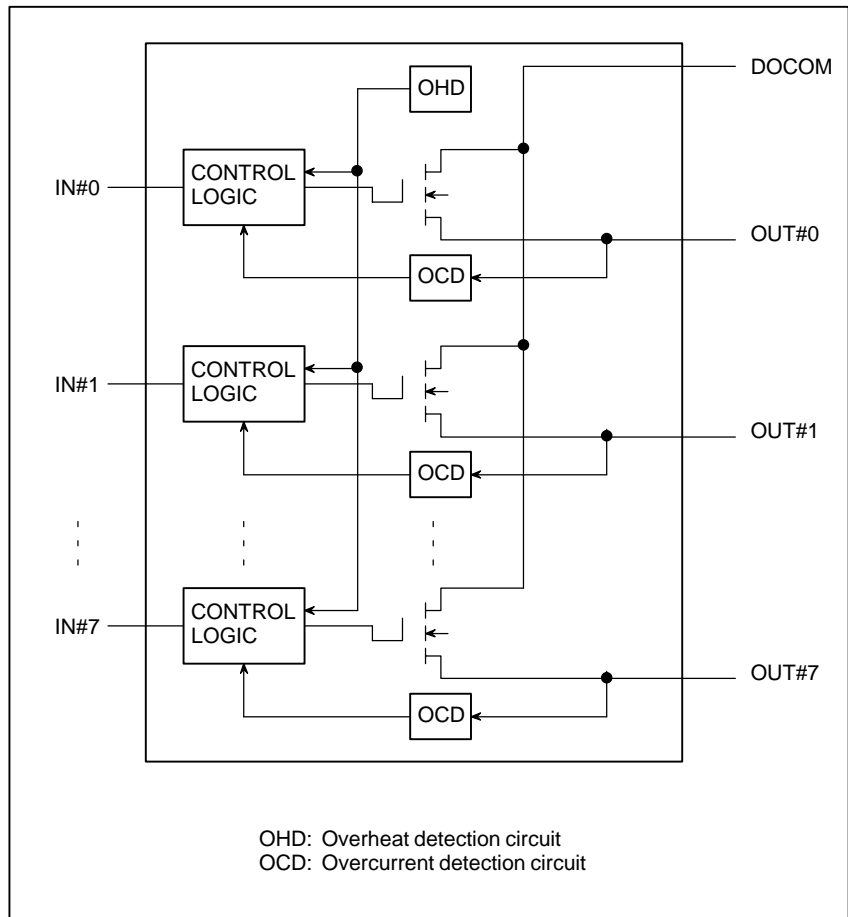 DOCOM
OHD
CONTROL
LOGIC
IN#0
OUT#0
OCD
CONTROL
LOGIC
IN#1
OUT#1
OCD
CONTROL
LOGIC
IN#7
OUT#7
OCD
OHD: Overheat detection circuit
OCD: Overcurrent detection circuit